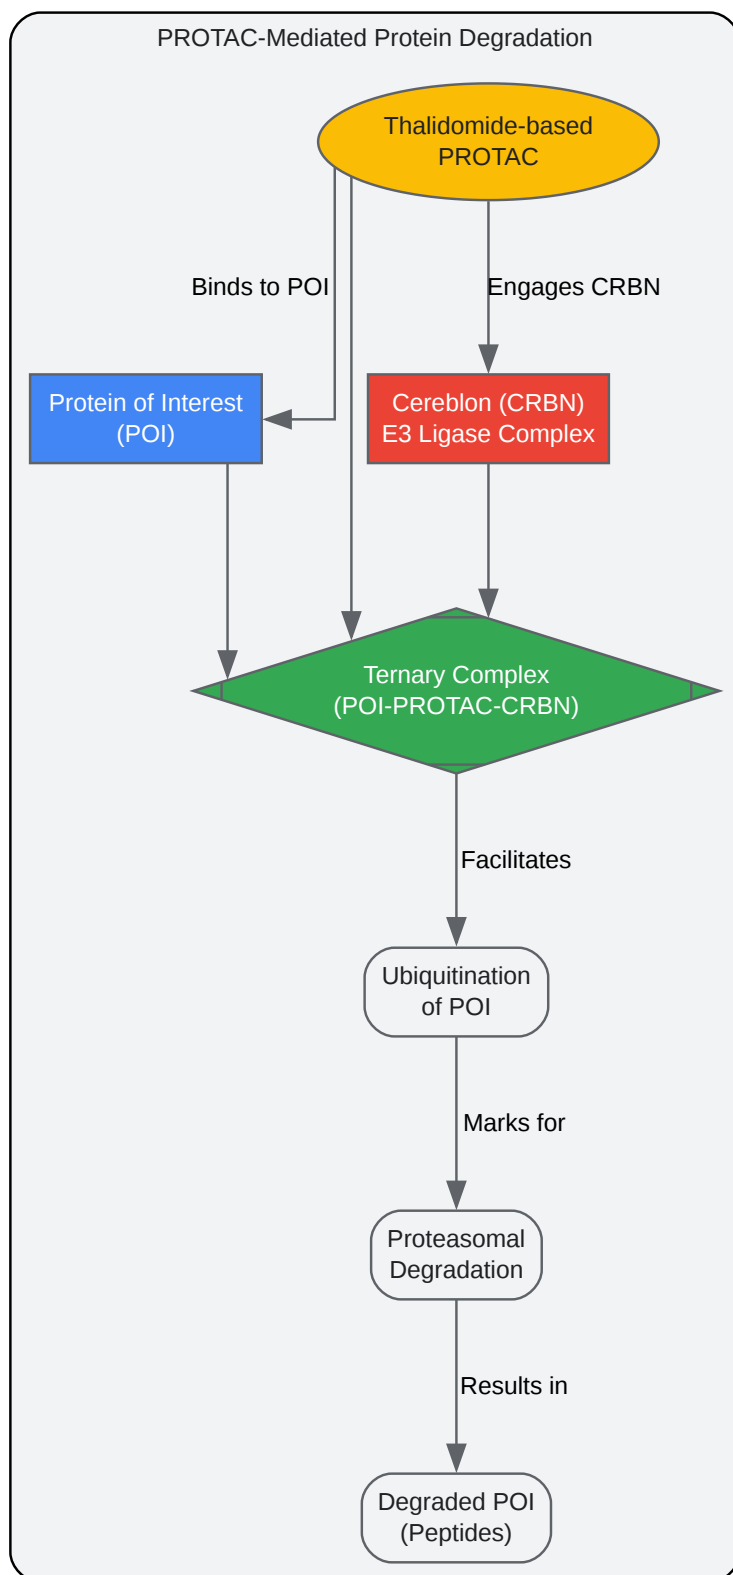 PROTAC-Mediated Protein Degradation
Thalidomide-based
PROTAC
Binds to POI
Engages CRBN
Protein of Interest
(POI)
Cereblon (CRBN)
E3 Ligase Complex
Ternary Complex
(POI-PROTAC-CRBN)
Facilitates
Ubiquitination
of POI
Marks for
Proteasomal
Degradation
Results in
Degraded POI
(Peptides)